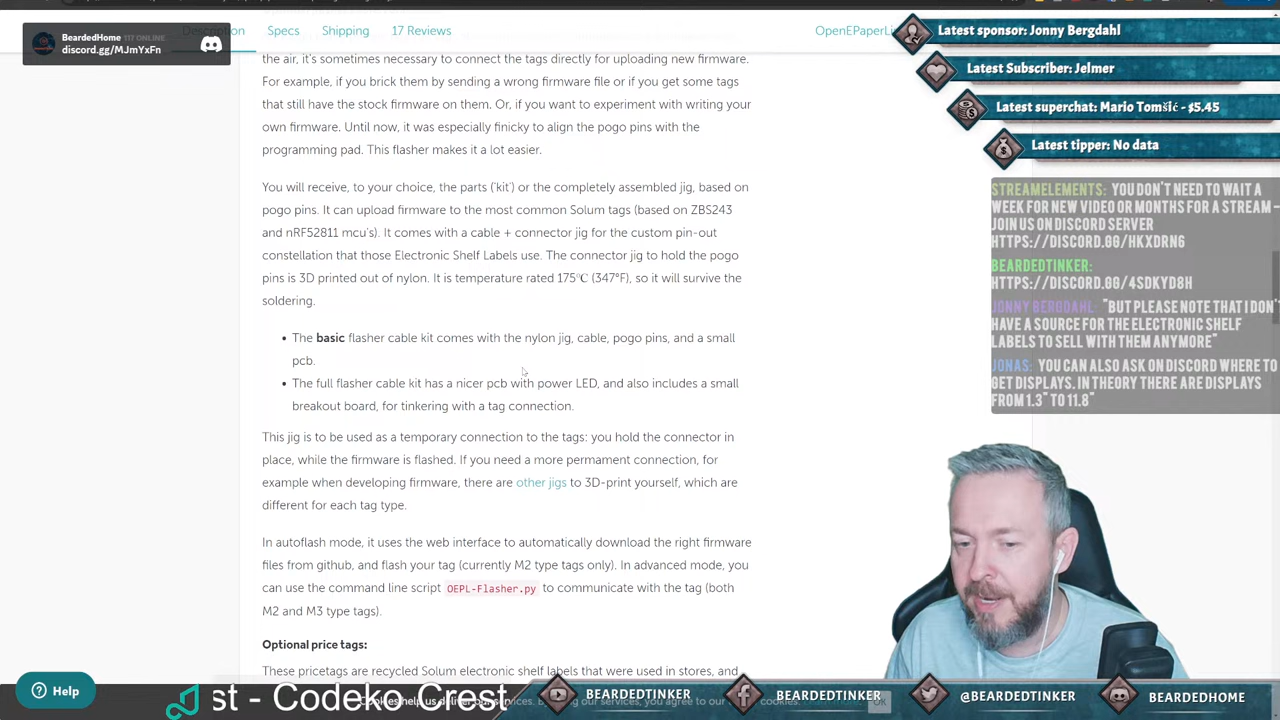 BeardedHome 117 ONLINE
discord.gg/MJmYxFn
Description Specs Shipping 17 Reviews
the air, it's sometimes necessary to connect the tags directly for uploading new firmware.
For example, if you brick them by sending a wrong firmware file or if you get some tags
that still have the stock firmware on them. Or, if you want to experiment with writing your
own firmware. Until now, it was especially finicky to align the pogo pins with the
programming pad. This flasher makes it a lot easier.
You will receive, to your choice, the parts ('kit') or the completely assembled jig, based on
pogo pins. It can upload firmware to the most common Solum tags (based on ZBS243
and nRF52811 mcu's). It comes with a cable + connector jig for the custom pin-out
constellation that those Electronic Shelf Labels use. The connector jig to hold the pogo
pins is 3D printed out of nylon. It is temperature rated 175℃ (347°F), so it will survive the
soldering.
• The basic flasher cable kit comes with the nylon jig, cable, pogo pins, and a small
pcb.
• The full flasher cable kit has a nicer pcb with power LED, and also includes a small
breakout board, for tinkering with a tag connection.
This jig is to be used as a temporary connection to the tags: you hold the connector in
place, while the firmware is flashed. If you need a more permament connection, for
example when developing firmware, there are other jigs to 3D-print yourself, which are
different for each tag type.
In autoflash mode, it uses the web interface to automatically download the right firmware
files from github, and flash your tag (currently M2 type tags only). In advanced mode, you
can use the command line script OEPL-Flasher.py to communicate with the tag (both
M2 and M3 type tags).
Optional price tags:
These pricetags are recycled Solum electronic shelf labels that were used in stores, and
Latest sponsor: Jonny Bergdahl
Latest Subscriber: Jelmer
Latest superchat: Mario Tomšić - $5.45
Latest tipper: No data
STREAMELEMENTS: YOU DON'T NEED TO WAIT A
WEEK FOR NEW VIDEO OR MONTHS FOR A STREAM -
JOIN US ON DISCORD SERVER
HTTPS://DISCORD.GG/HKXDRN6
BEARDEDTINKER:
HTTPS://DISCORD.GG/4SDKYD8H
JONNY BERGDAHL: "BUT PLEASE NOTE THAT I DON'T
HAVE A SOURCE FOR THE ELECTRONIC SHELF
LABELS TO SELL WITH THEM ANYMORE"
JONAS: YOU CAN ALSO ASK ON DISCORD WHERE TO
GET DISPLAYS. IN THEORY THERE ARE DISPLAYS
FROM 1.3" TO 11.8"
Help
st - Codeko Crest
Cookies help us deliver our services. By using our services, you agree to our cookies. OK
BEARDEDTINKER BEARDEDTINKER @BEARDEDTINKER BEARDEDHOME